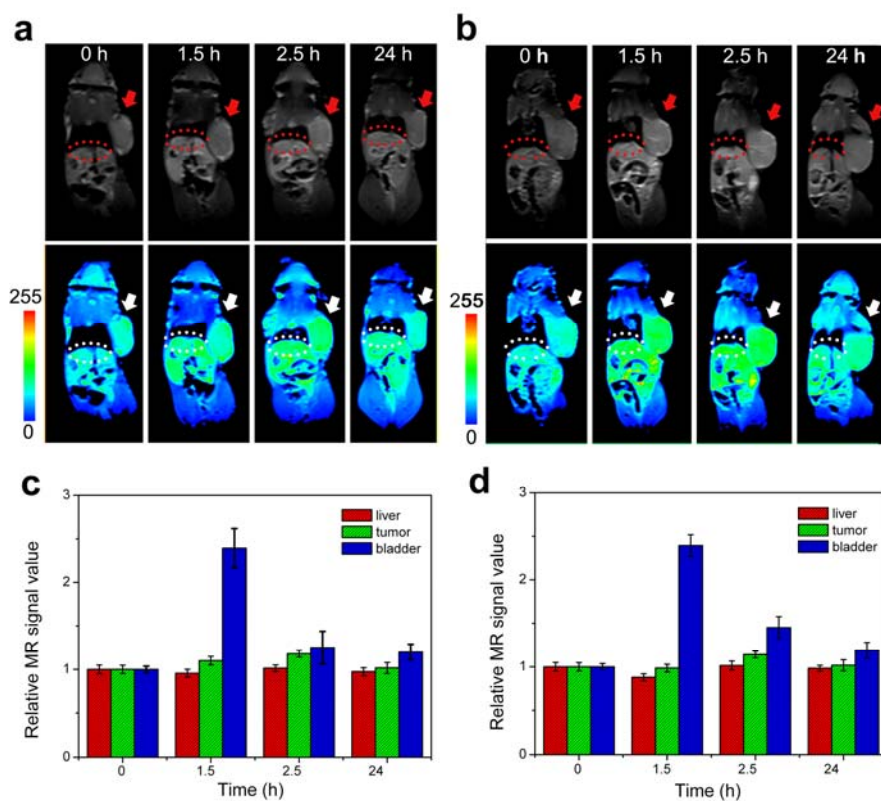 a
0 h 1.5 h 2.5 h 24 h
255
0
b
0 h 1.5 h 2.5 h 24 h
255
0
c
3
2
1
0
Relative MR signal value
liver
tumor
bladder
0 1.5 2.5 24
Time (h)
d
3
2
1
0
Relative MR signal value
liver
tumor
bladder
0 1.5 2.5 24
Time (h)